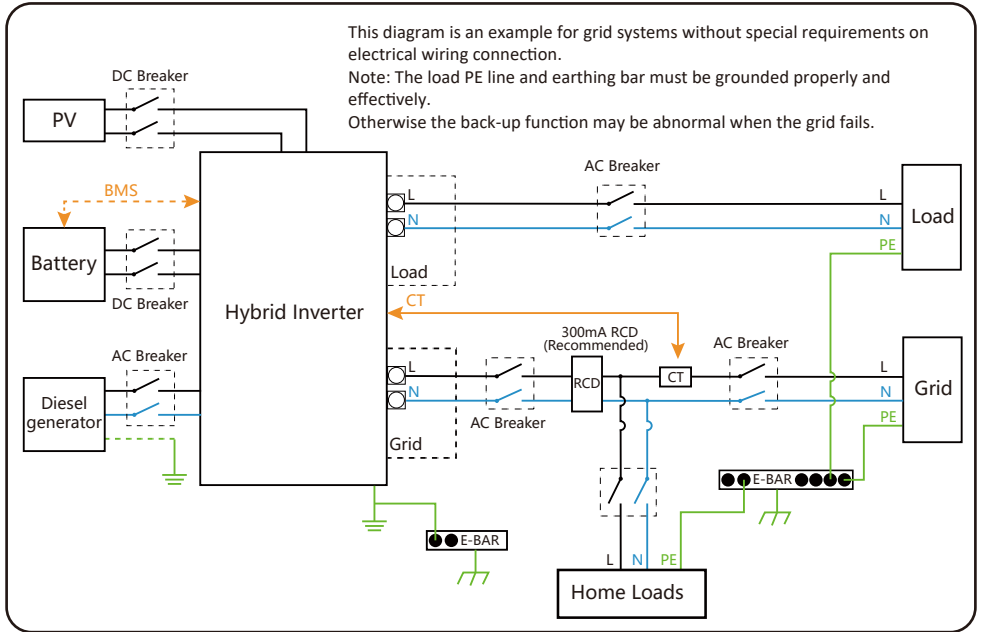 This diagram is an example for grid systems without special requirements on
electrical wiring connection.
Note: The load PE line and earthing bar must be grounded properly and
effectively.
Otherwise the back-up function may be abnormal when the grid fails.
DC Breaker
PV
BMS
Battery
DC Breaker
AC Breaker
Diesel
generator
Hybrid Inverter
L
N
Load
AC Breaker
L
N
PE
Load
CT
300mA RCD
(Recommended)
L
N
Grid
AC Breaker
RCD
CT
AC Breaker
L
N
PE
Grid
E-BAR
E-BAR
L
N
PE
Home Loads